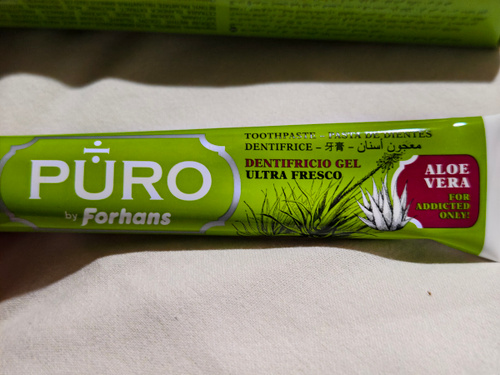 PURO
by Forhans
TOOTHPASTE - PASTA DE DIENTES
DENTIFRICE - 牙膏 - معجون أسنان
DENTIFRICIO GEL
ULTRA FRESCO
ALOE
VERA
FOR
ADDICTED
ONLY!